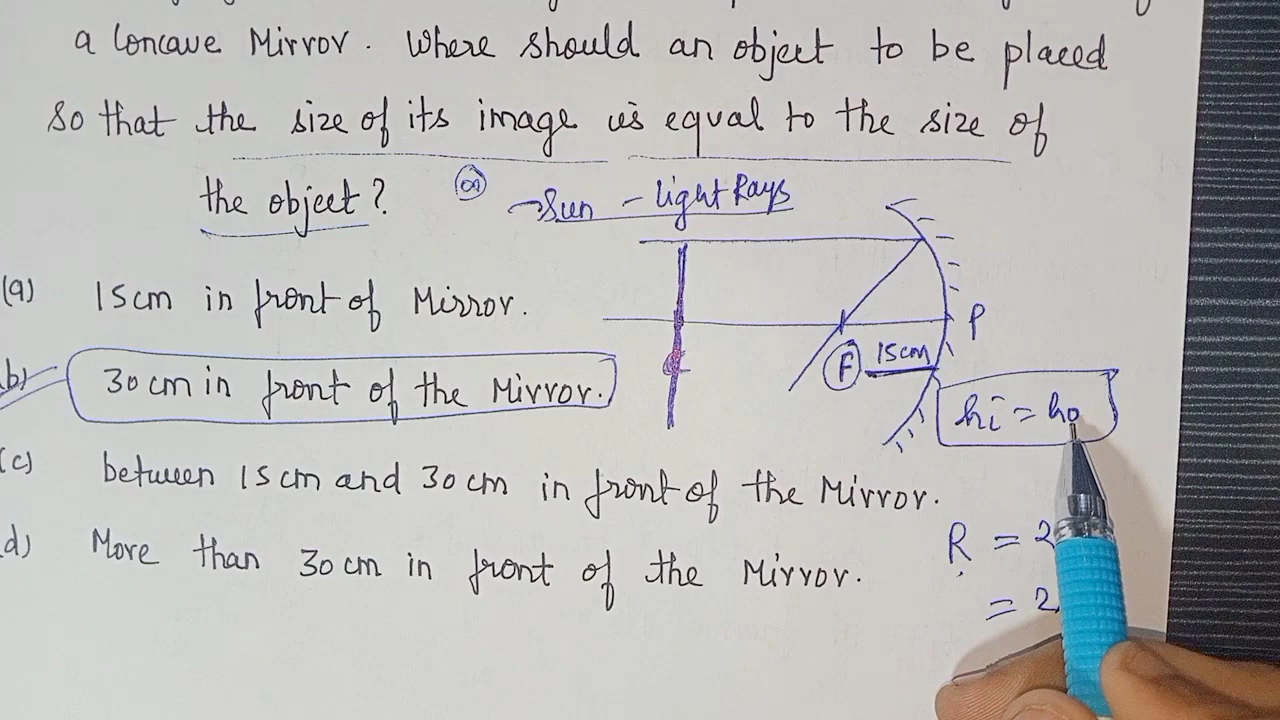 a Concave Mirror. Where should an object to be placed
so that the size of its image is equal to the size of
the object? ∞ → Sun - light Rays
(a) 15cm in front of Mirror.
b) 30cm in front of the Mirror.
P
F 15cm
hi = ho
(c) between 15cm and 30cm in front of the Mirror.
d) More than 30cm in front of the Mirror.
R = 2
= 2